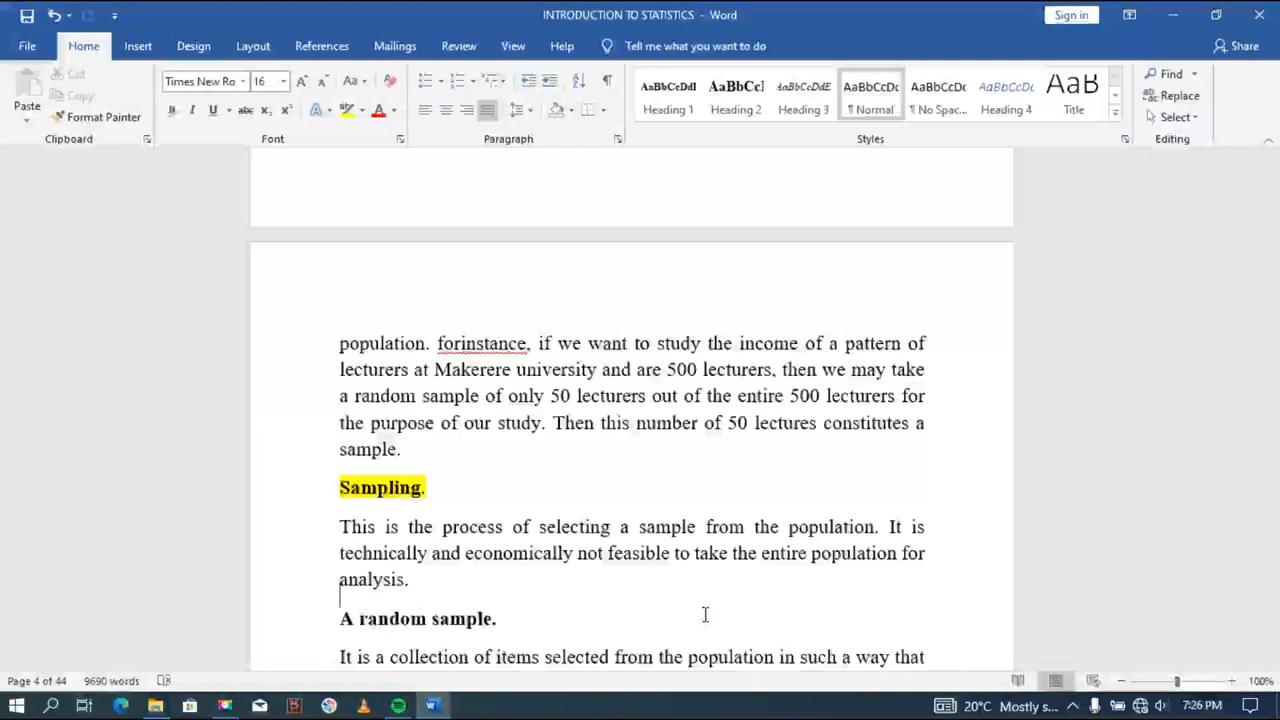 INTRODUCTION TO STATISTICS - Word
Sign in
File Home Insert Design Layout References Mailings Review View Help Tell me what you want to do Share
Paste
Cut
Copy
Format Painter
Clipboard
Times New Ro 16
Font
Paragraph
AaBbCcDdI AaBbCcI AaBbCcDdE AaBbCcDc AaBbCcDc AaBbCcDc AaB
Heading 1 Heading 2 Heading 3 ¶ Normal ¶ No Spac... Heading 4 Title
Styles
Find
Replace
Select
Editing
population. forinstance, if we want to study the income of a pattern of
lecturers at Makerere university and are 500 lecturers, then we may take
a random sample of only 50 lecturers out of the entire 500 lecturers for
the purpose of our study. Then this number of 50 lectures constitutes a
sample.
Sampling.
This is the process of selecting a sample from the population. It is
technically and economically not feasible to take the entire population for
analysis.
A random sample.
It is a collection of items selected from the population in such a way that
Page 4 of 44 9690 words 100%
20°C Mostly s... 7:26 PM